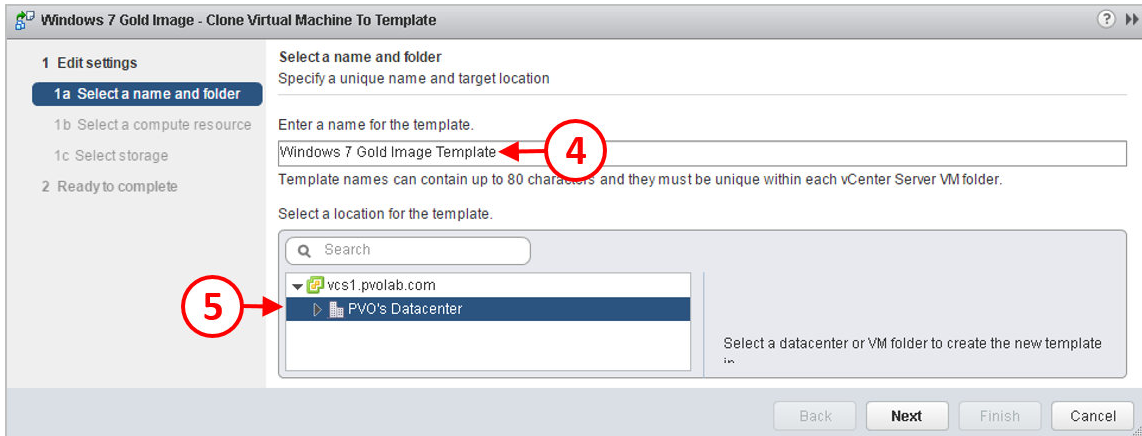 Windows 7 Gold Image - Clone Virtual Machine To Template
?
1 Edit settings
1a Select a name and folder
1b Select a compute resource
1c Select storage
2 Ready to complete
Select a name and folder
Specify a unique name and target location
Enter a name for the template.
Windows 7 Gold Image Template
4
Template names can contain up to 80 characters and they must be unique within each vCenter Server VM folder.
Select a location for the template.
Search
vcs1.pvolab.com
5
PVO's Datacenter
Select a datacenter or VM folder to create the new template
in
Back
Next
Finish
Cancel